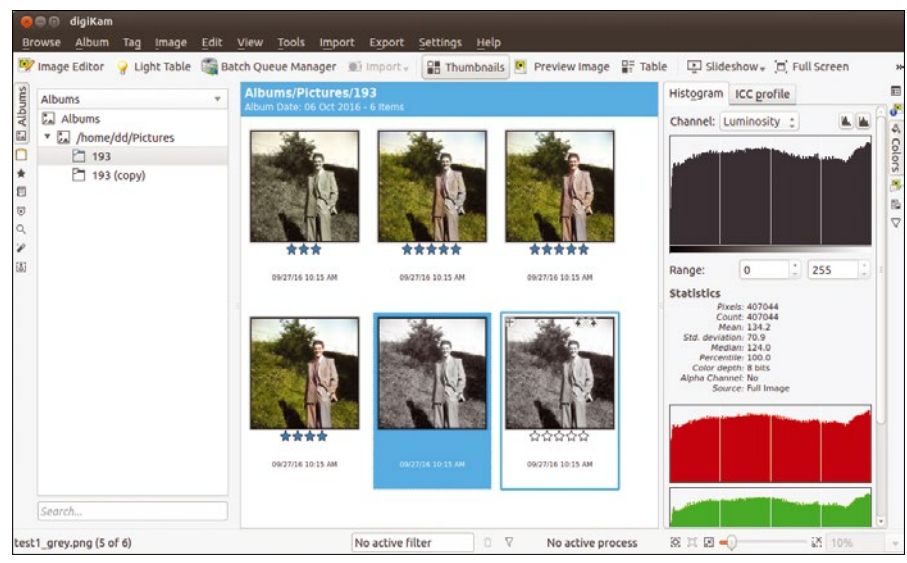 digiKam
Browse Album Tag Image Edit View Tools Import Export Settings Help
Image Editor Light Table Batch Queue Manager Import Thumbnails Preview Image Table Slideshow Full Screen
Albums
Albums
Albums
/home/dd/Pictures
193
193 (copy)
Search...
Albums/Pictures/193
Album Date: 06 Oct 2016 - 6 Items
09/27/16 10:15 AM
09/27/16 10:15 AM
09/27/16 10:15 AM
09/27/16 10:15 AM
09/27/16 10:15 AM
09/27/16 10:15 AM
Histogram ICC profile
Channel: Luminosity
Range: 0 255
Statistics
Pixels: 407044
Count: 407044
Mean: 134.2
Std. deviation: 70.9
Median: 124.0
Percentile: 100.0
Color depth: 8 bits
Alpha Channel: No
Source: Full Image
Colors
test1_grey.png (5 of 6)
No active filter
No active process
10%